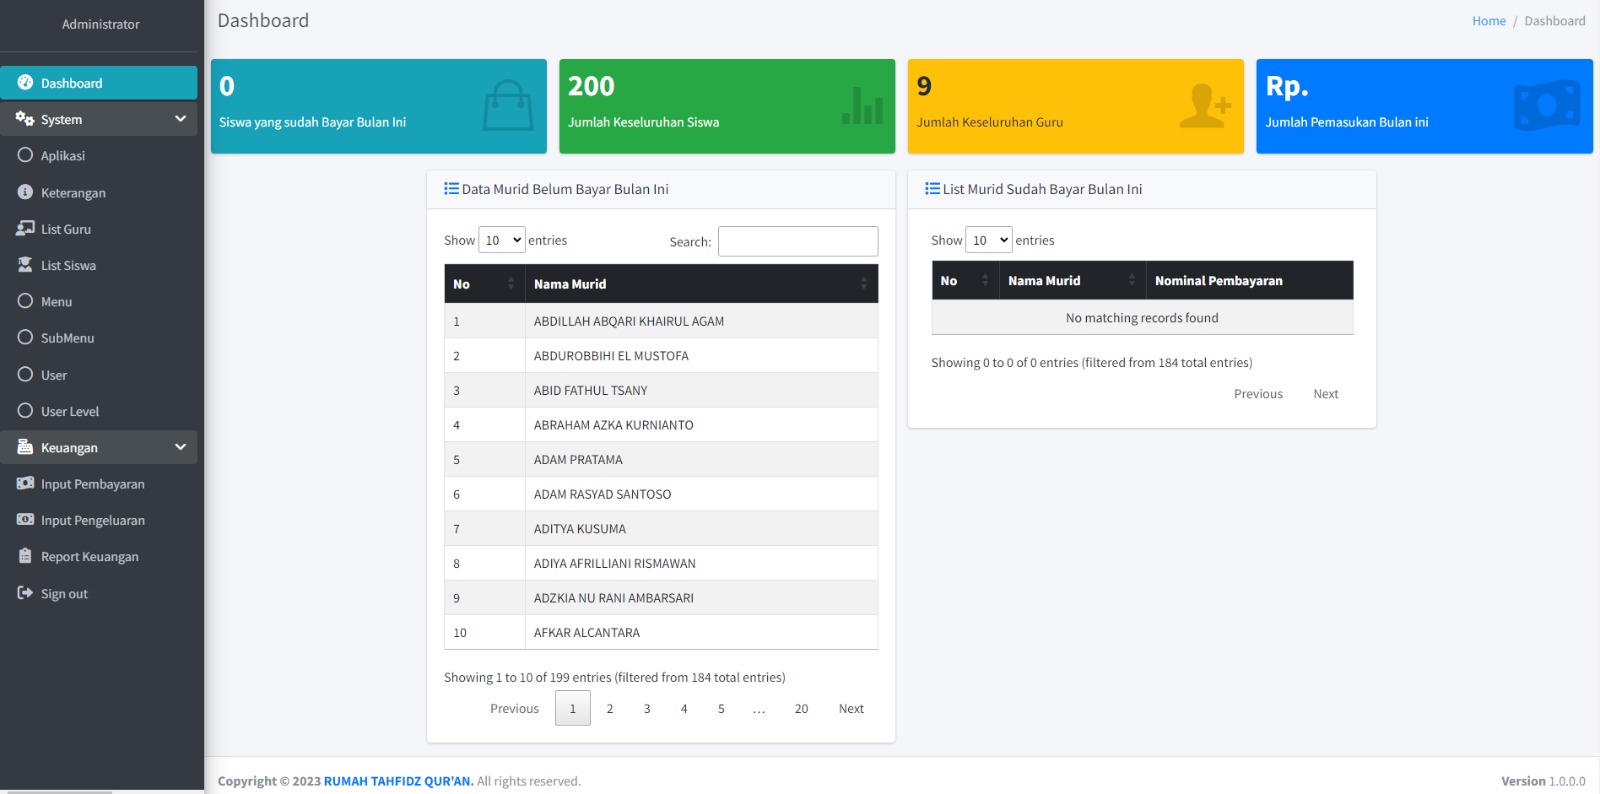 Administrator
Dashboard
System
Aplikasi
Keterangan
List Guru
List Siswa
Menu
SubMenu
User
User Level
Keuangan
Input Pembayaran
Input Pengeluaran
Report Keuangan
Sign out
Dashboard
Home / Dashboard
0
Siswa yang sudah Bayar Bulan Ini
200
Jumlah Keseluruhan Siswa
9
Jumlah Keseluruhan Guru
Rp.
Jumlah Pemasukan Bulan ini
Data Murid Belum Bayar Bulan Ini
Show 10 entries Search:
No Nama Murid
1 ABDILLAH ABQARI KHAIRUL AGAM
2 ABDUROBBIHI EL MUSTOFA
3 ABID FATHUL TSANY
4 ABRAHAM AZKA KURNIANTO
5 ADAM PRATAMA
6 ADAM RASYAD SANTOSO
7 ADITYA KUSUMA
8 ADIYA AFRILLIANI RISMAWAN
9 ADZKIA NU RANI AMBARSARI
10 AFKAR ALCANTARA
Showing 1 to 10 of 199 entries (filtered from 184 total entries)
Previous 1 2 3 4 5 … 20 Next
List Murid Sudah Bayar Bulan Ini
Show 10 entries
No Nama Murid Nominal Pembayaran
No matching records found
Showing 0 to 0 of 0 entries (filtered from 184 total entries)
Previous Next
Copyright © 2023 RUMAH TAHFIDZ QUR'AN. All rights reserved.
Version 1.0.0.0